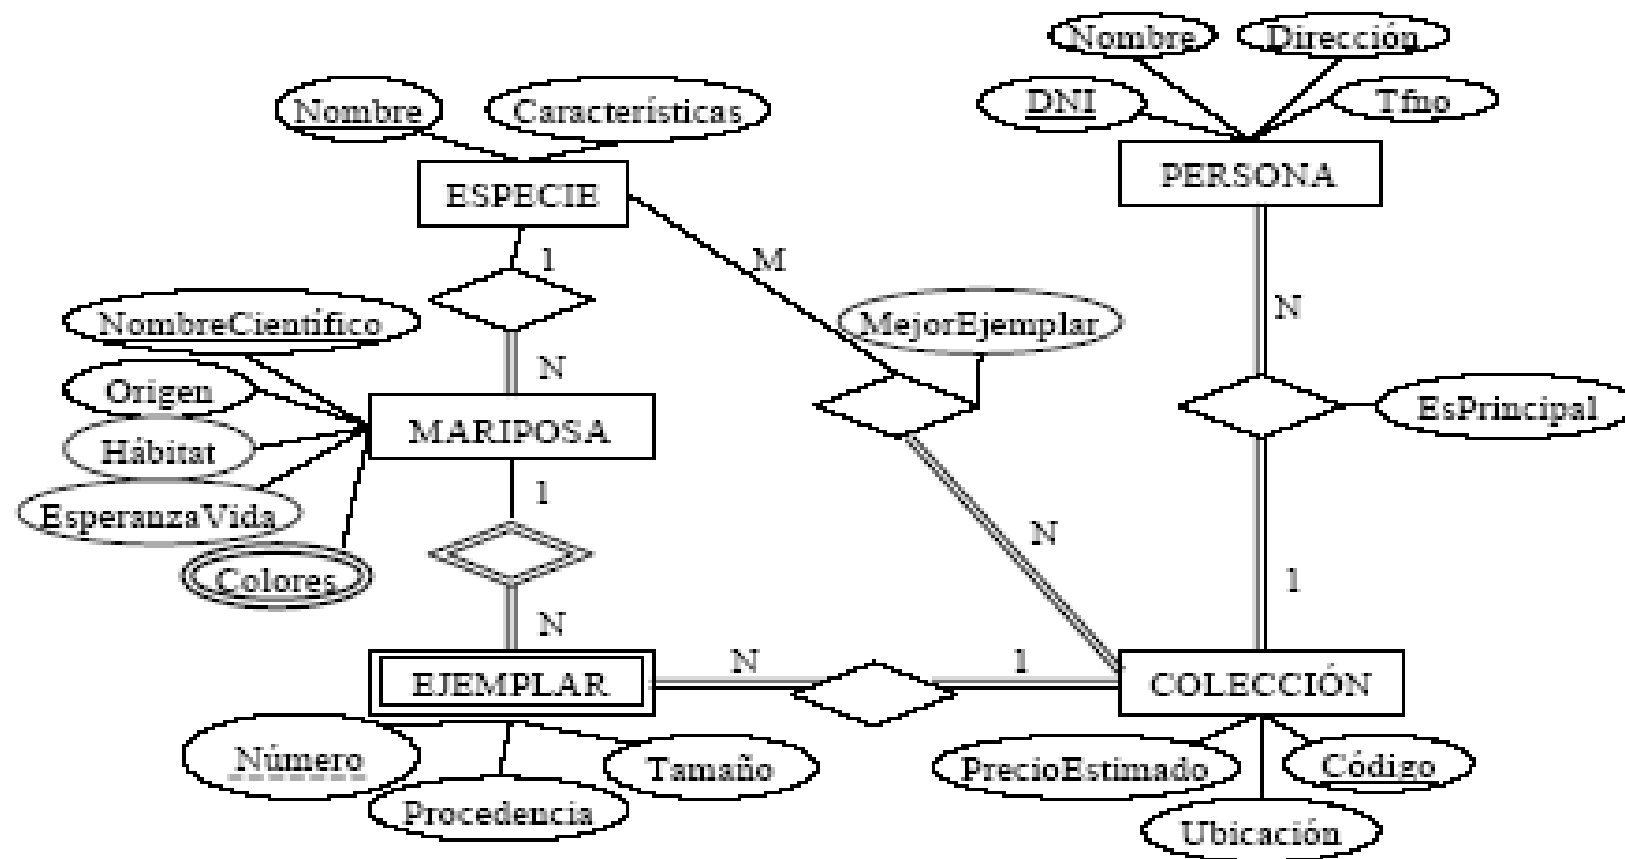 Nombre
Dirección
DNI
Tfno
Nombre
Características
PERSONA
ESPECIE
1
M
NombreCientífico
MejorEjemplar
N
Origen
N
EsPrincipal
MARIPOSA
Hábitat
1
EsperanzaVida
N
Colores
1
N
N
1
EJEMPLAR
COLECCIÓN
Número
Tamaño
PrecioEstimado
Código
Procedencia
Ubicación